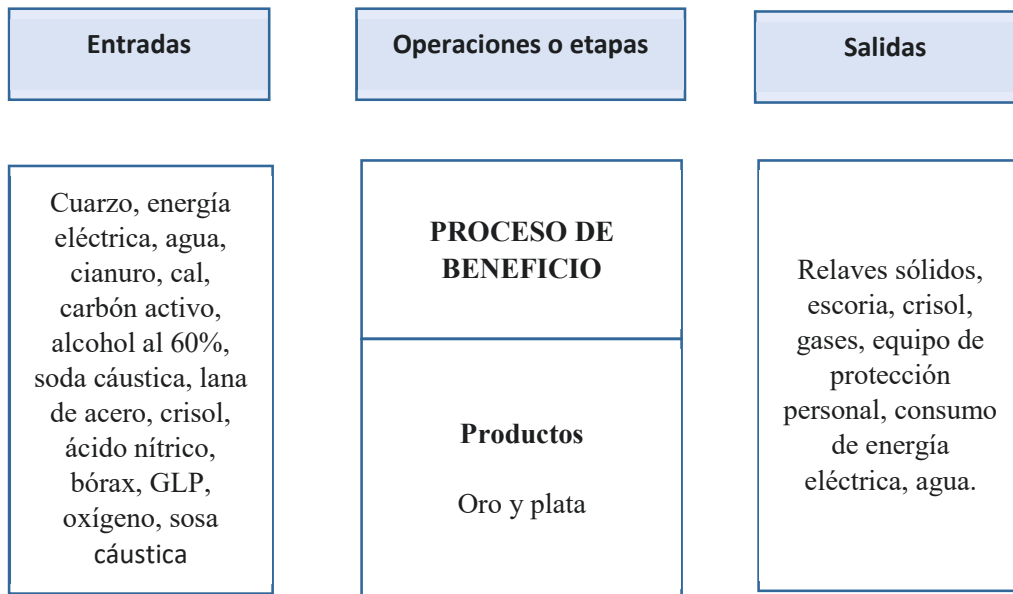 Entradas
Operaciones o etapas
Salidas
Cuarzo, energía
eléctrica, agua,
cianuro, cal,
carbón activo,
alcohol al 60%,
soda cáustica, lana
de acero, crisol,
ácido nítrico,
bórax, GLP,
oxígeno, sosa
cáustica
PROCESO DE
BENEFICIO
Productos
Oro y plata
Relaves sólidos,
escoria, crisol,
gases, equipo de
protección
personal, consumo
de energía
eléctrica, agua.